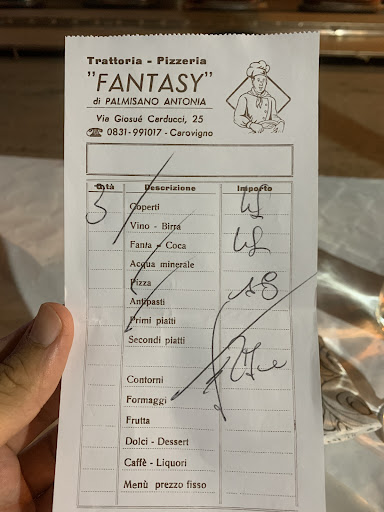 Trattoria - Pizzeria
"FANTASY"
di PALMISANO ANTONIA
Via Giosué Carducci, 25
☎ 0831-991017 - Carovigno
Q.tà Descrizione Importo
3 Coperti
Vino - Birra
Fanta - Coca
Acqua minerale
Pizza
Antipasti
Primi piatti
Secondi piatti
Contorni
Formaggi
Frutta
Dolci - Dessert
Caffè - Liquori
Menù prezzo fisso